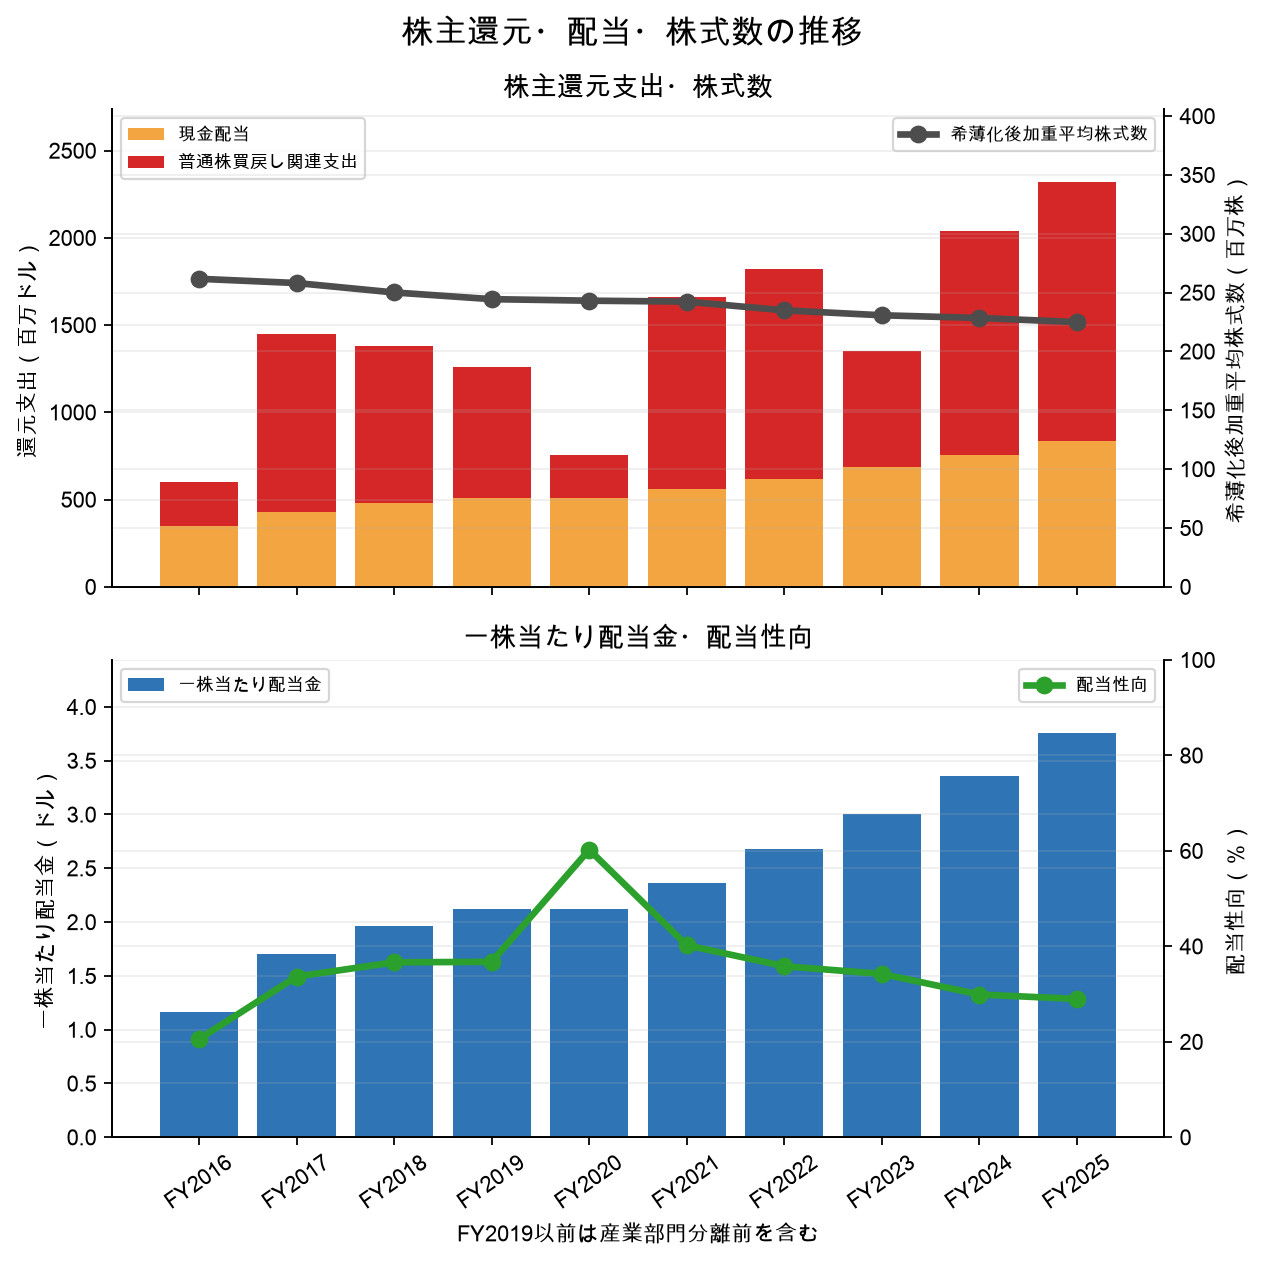 株主還元・配当・株式数の推移
株主還元支出・株式数
現金配当
普通株買戻し関連支出
希薄化後加重平均株式数
還元支出（百万ドル）
2500
2000
1500
1000
500
0
400
350
300
250
200
150
100
50
0
希薄化後加重平均株式数（百万株）
一株当たり配当金・配当性向
一株当たり配当金
配当性向
一株当たり配当金（ドル）
4.0
3.5
3.0
2.5
2.0
1.5
1.0
0.5
0.0
100
80
60
40
20
0
配当性向（%）
FY2016 FY2017 FY2018 FY2019 FY2020 FY2021 FY2022 FY2023 FY2024 FY2025
FY2019以前は産業部門分離前を含む